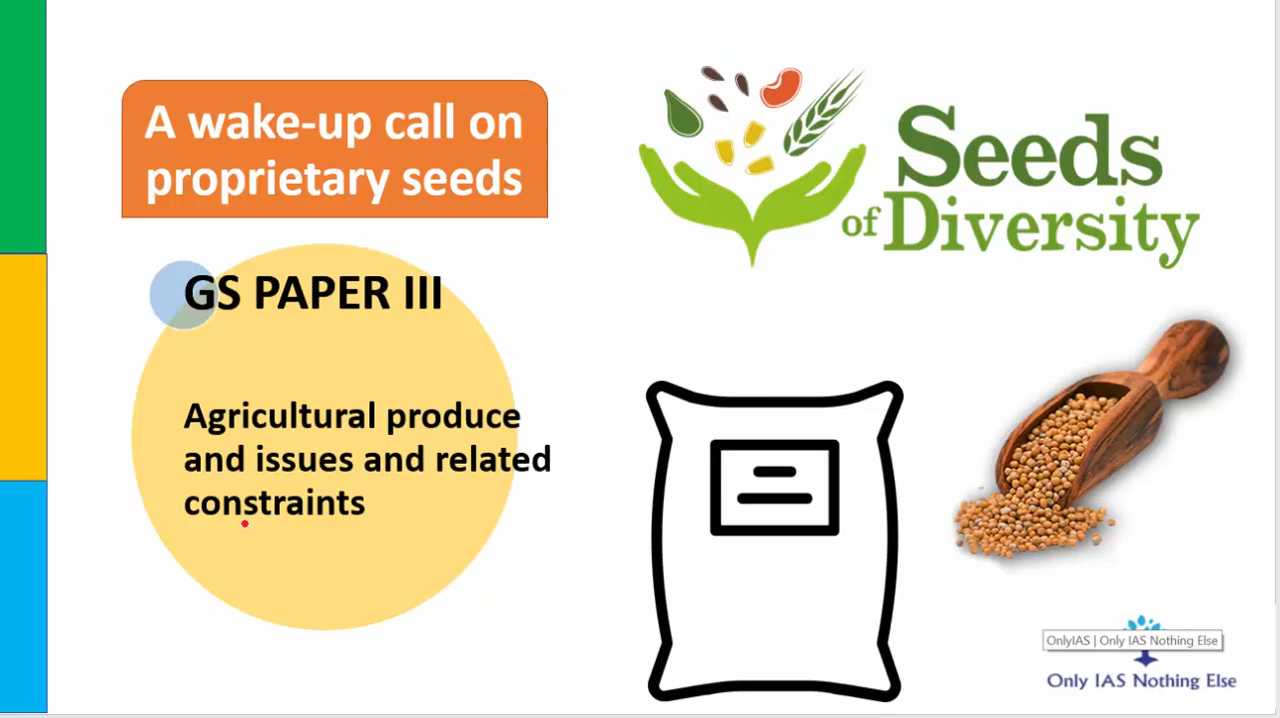 A wake-up call on
proprietary seeds
Seeds
of Diversity
GS PAPER III
Agricultural produce
and issues and related
constraints
OnlyIAS | Only IAS Nothing Else
Only IAS Nothing Else